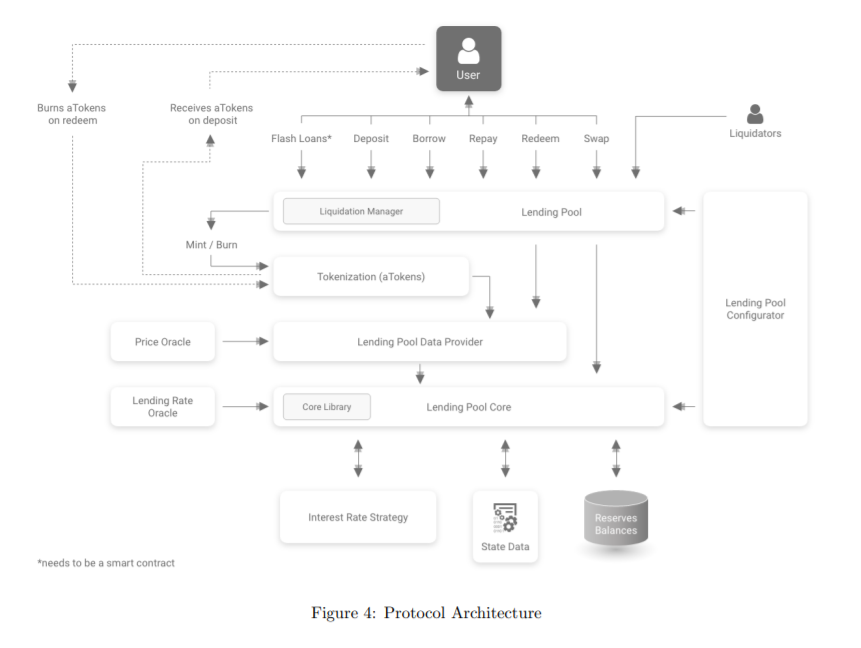 User
Burns aTokens
on redeem
Receives aTokens
on deposit
Flash Loans*
Deposit
Borrow
Repay
Redeem
Swap
Liquidators
Liquidation Manager
Lending Pool
Mint / Burn
Tokenization (aTokens)
Lending Pool
Configurator
Price Oracle
Lending Pool Data Provider
Lending Rate
Oracle
Core Library
Lending Pool Core
Interest Rate Strategy
State Data
Reserves
Balances
*needs to be a smart contract
Figure 4: Protocol Architecture